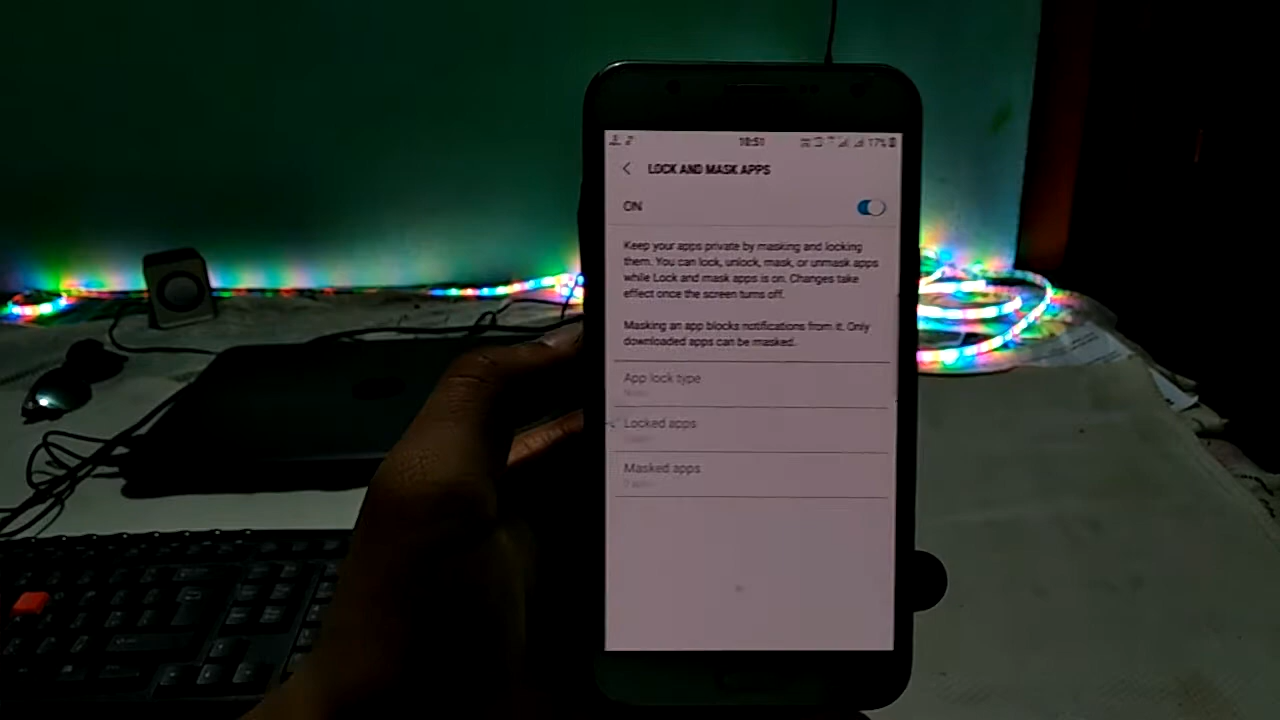 10:51
17%
LOCK AND MASK APPS
ON
Keep your apps private by masking and locking
them. You can lock, unlock, mask, or unmask apps
while Lock and mask apps is on. Changes take
effect once the screen turns off.
Masking an app blocks notifications from it. Only
downloaded apps can be masked.
App lock type
Locked apps
Masked apps